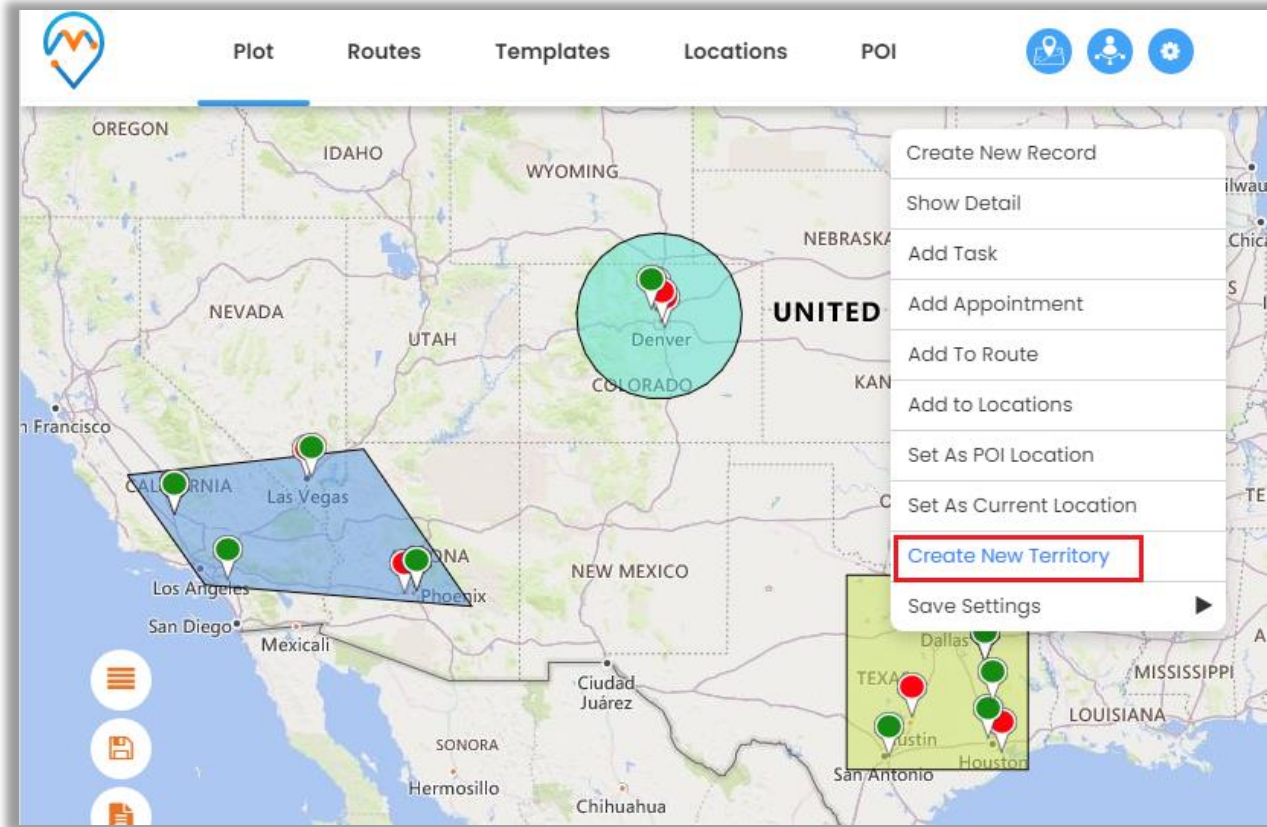 Plot Routes Templates Locations POI
OREGON
IDAHO
WYOMING
Create New Record
Show Detail
NEBRASKA
Add Task
NEVADA
UNITED
Add Appointment
UTAH
Denver
Add To Route
COLORADO
KAN
Add to Locations
n Francisco
Set As POI Location
CAL RNIA
Las Vegas
Set As Current Location
TE
ONA
NEW MEXICO
Create New Territory
Los Angeles
Phoenix
Save Settings
San Diego
Mexicali
Dallas
TEXAS
MISSISSIPPI
Ciudad
Juárez
LOUISIANA
SONORA
ustin
Houston
San Antonio
Hermosillo
Chihuahua